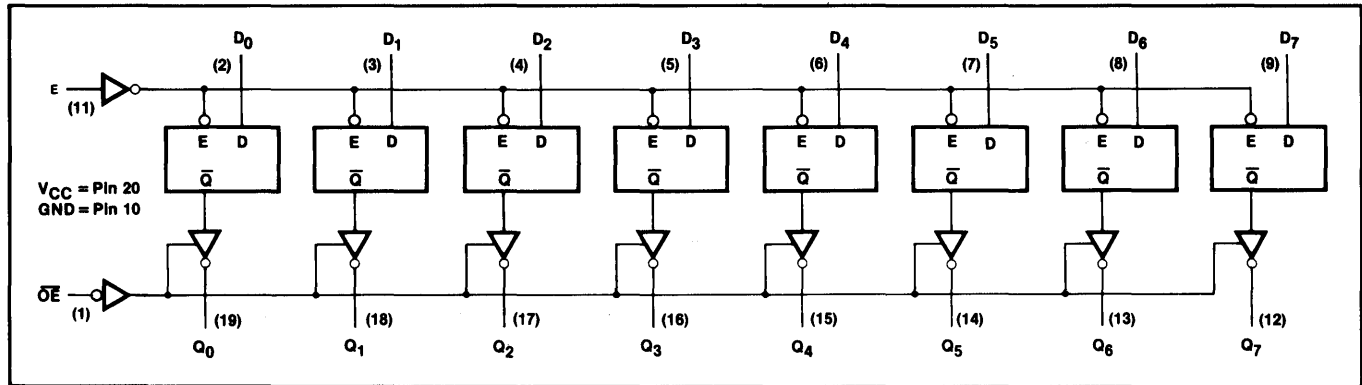 D0 D1 D2 D3 D4 D5 D6 D7
(2) (3) (4) (5) (6) (7) (8) (9)
E
(11)
E D E D E D E D E D E D E D E D
Q̅ Q̅ Q̅ Q̅ Q̅ Q̅ Q̅ Q̅
VCC = Pin 20
GND = Pin 10
O̅E̅
(1)
(19) (18) (17) (16) (15) (14) (13) (12)
Q0 Q1 Q2 Q3 Q4 Q5 Q6 Q7